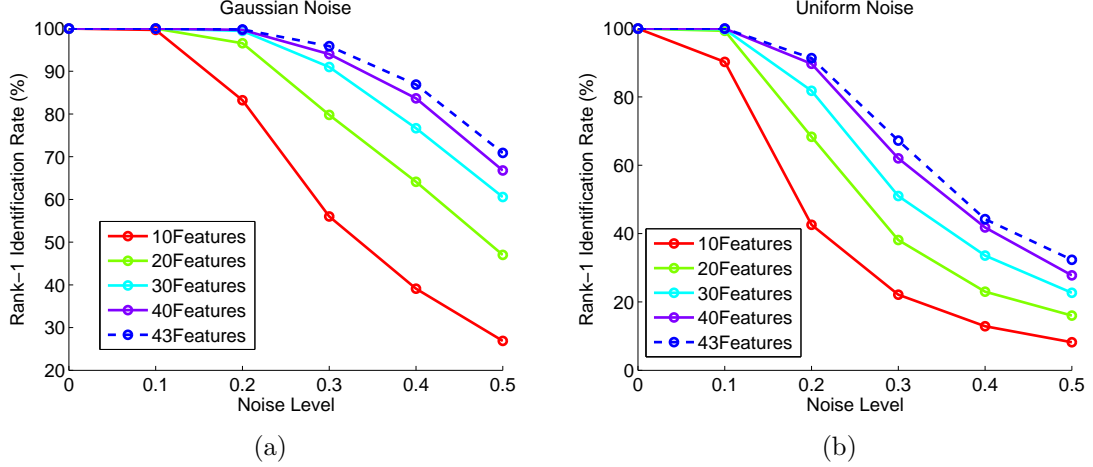 Gaussian Noise
Rank−1 Identification Rate (%)
100
90
80
70
60
50
40
30
20
10Features
20Features
30Features
40Features
43Features
0 0.1 0.2 0.3 0.4 0.5
Noise Level
(a)
Uniform Noise
Rank−1 Identification Rate (%)
100
80
60
40
20
0
10Features
20Features
30Features
40Features
43Features
0 0.1 0.2 0.3 0.4 0.5
Noise Level
(b)